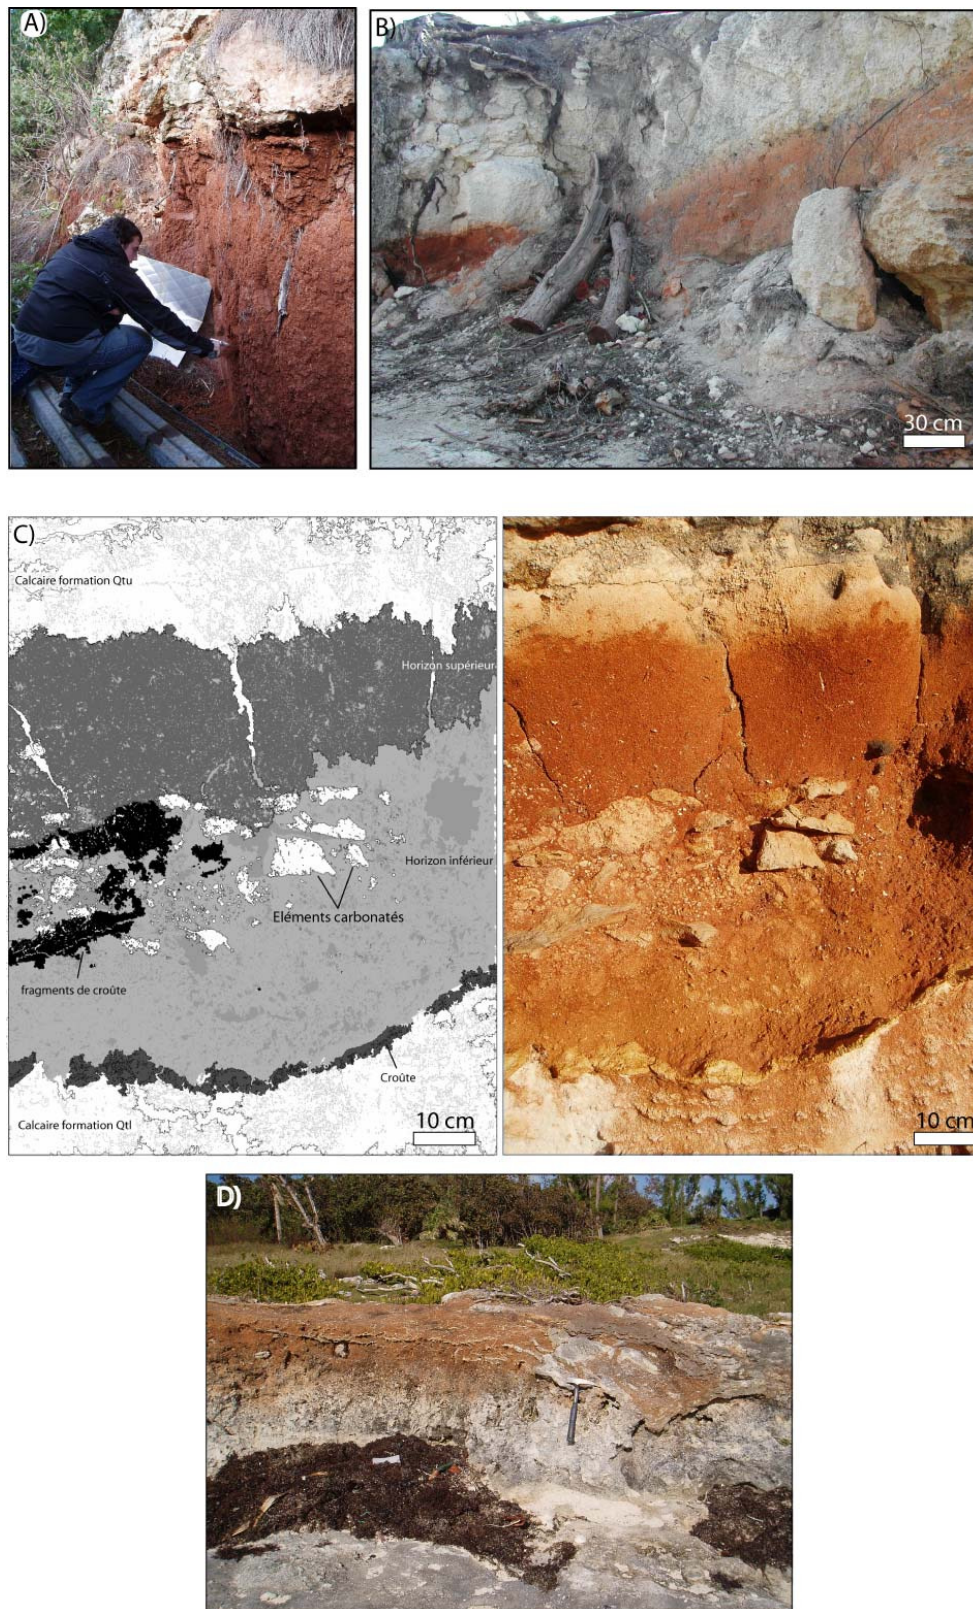 A)
B)
30 cm
C)
Calcaire formation Qtu
Horizon supérieur
Horizon inférieur
Eléments carbonatés
fragments de croûte
Croûte
Calcaire formation Qtl
10 cm
10 cm
D)